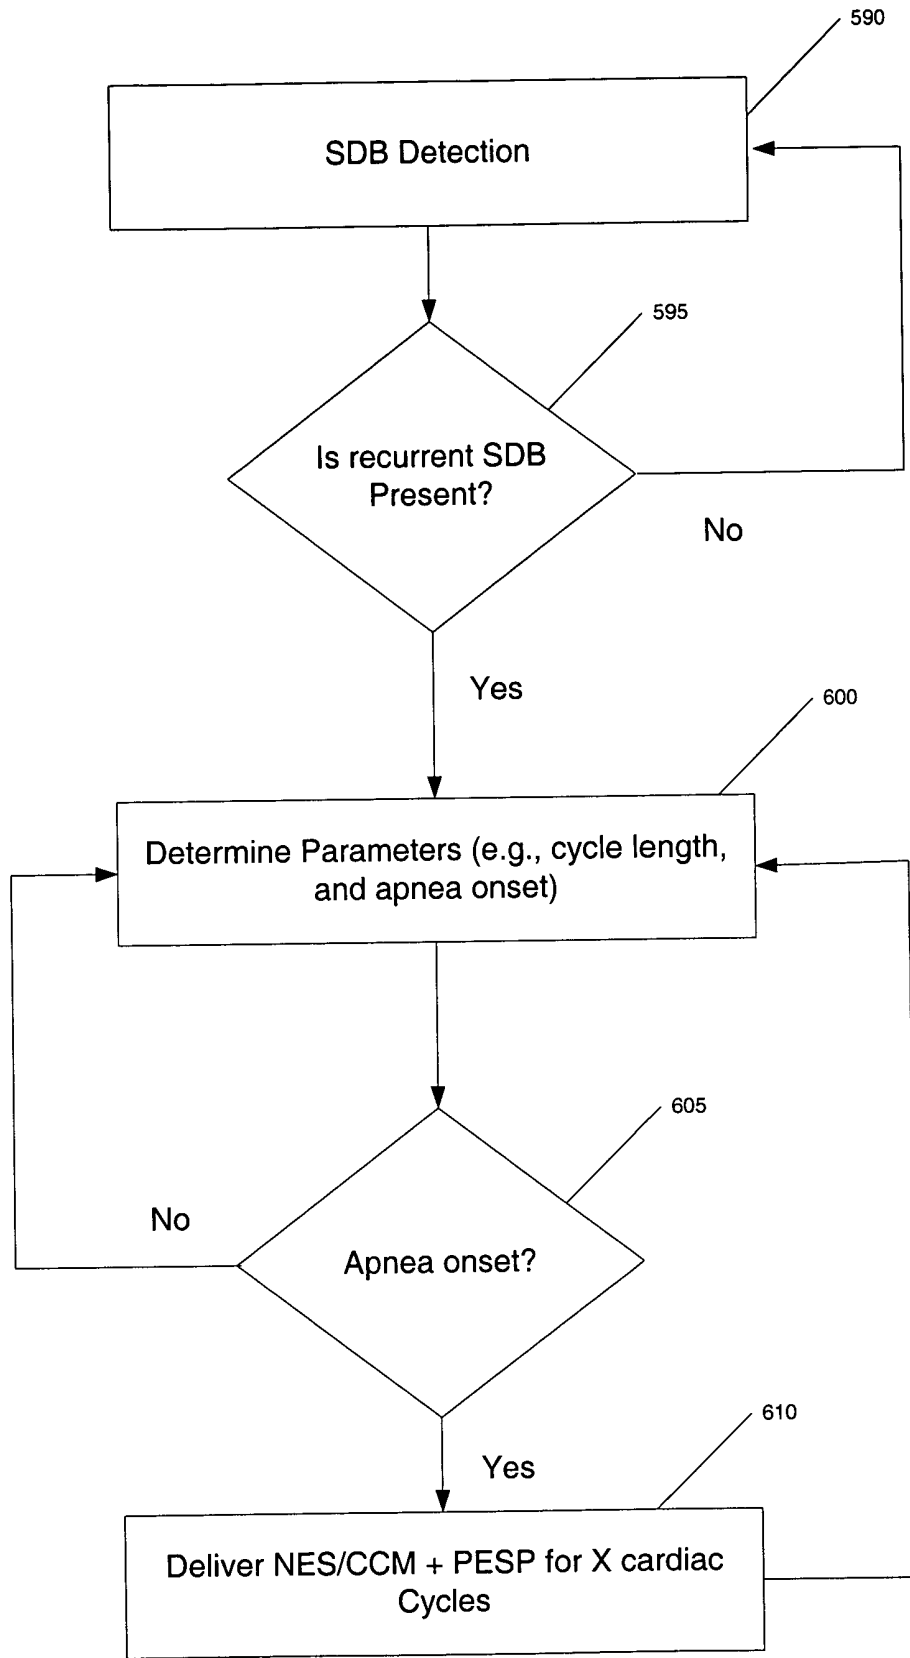 590
SDB Detection
595
Is recurrent SDB
Present?
No
Yes
600
Determine Parameters (e.g., cycle length,
and apnea onset)
605
No
Apnea onset?
610
Yes
Deliver NES/CCM + PESP for X cardiac
Cycles